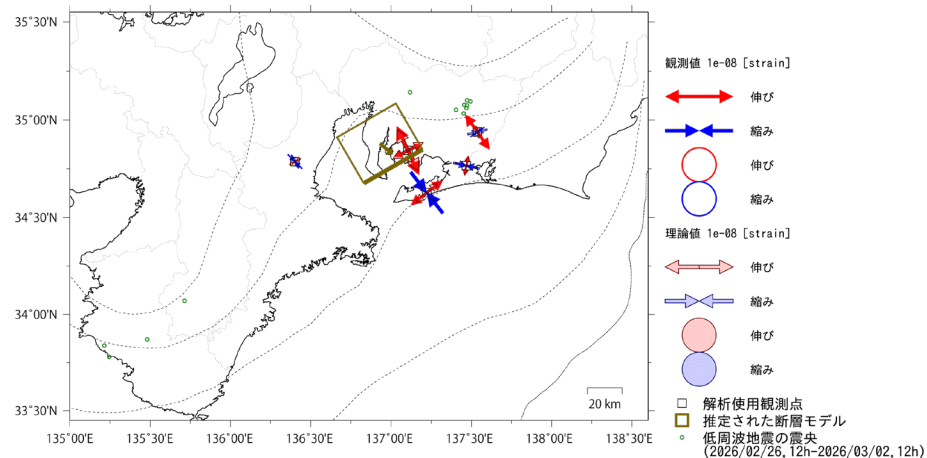 35°30'N
35°00'N
34°30'N
34°00'N
33°30'N
135°00'E
135°30'E
136°00'E
136°30'E
137°00'E
137°30'E
138°00'E
138°30'E
20 km
観測値 1e-08 [strain]
伸び
縮み
伸び
縮み
理論値 1e-08 [strain]
伸び
縮み
伸び
縮み
解析使用観測点
推定された断層モデル
低周波地震の震央
(2026/02/26,12h-2026/03/02,12h)